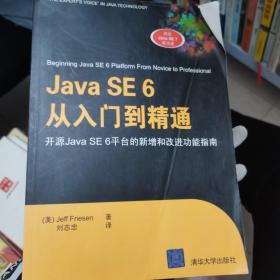 THE EXPERT'S VOICE® IN JAVA TECHNOLOGY
Beginning Java SE 6 Platform From Novice to Professional
Java SE 6
从入门到精通
开源Java SE 6平台的新增和改进功能指南
(美) Jeff Friesen 著
刘志忠 译
清华大学出版社